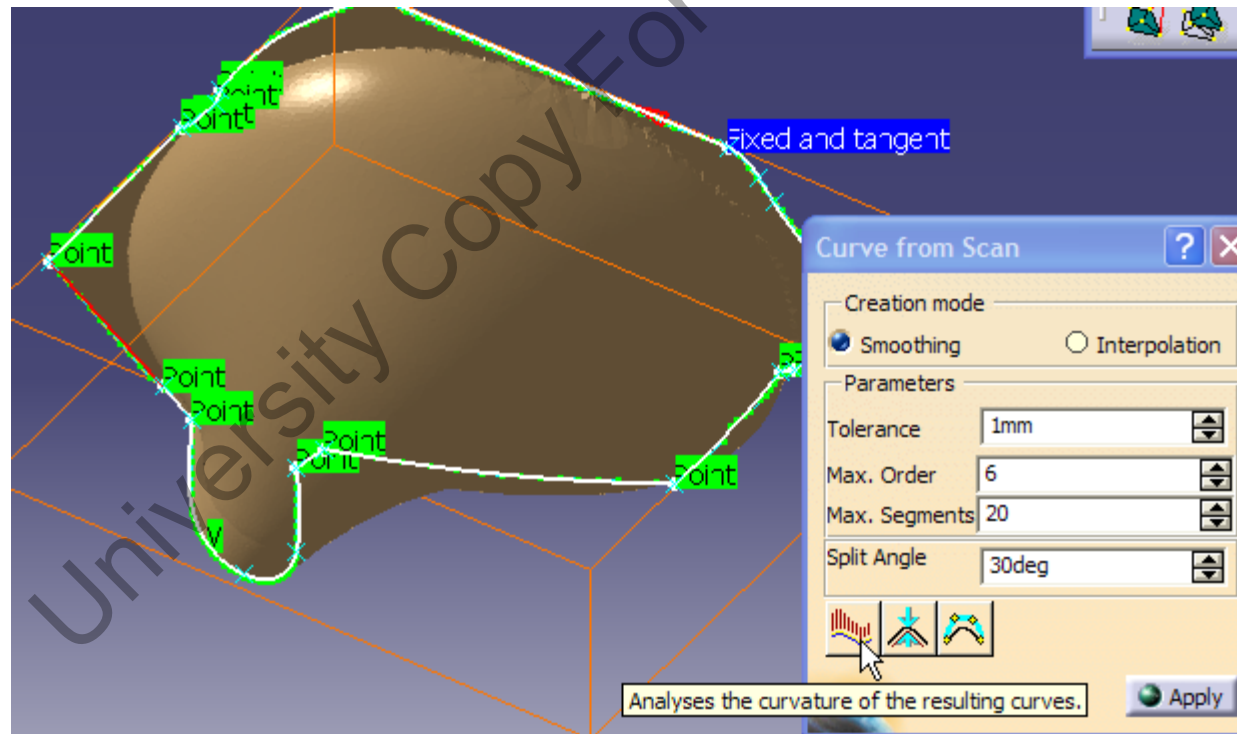 Point
Point
Fixed and tangent
Point
Curve from Scan
?
Creation mode
Smoothing
Interpolation
Point
Parameters
Point
Tolerance
1mm
Point
Point
Point
Max. Order
6
Max. Segments
20
V
Split Angle
30deg
Analyses the curvature of the resulting curves.
Apply
University Copy For